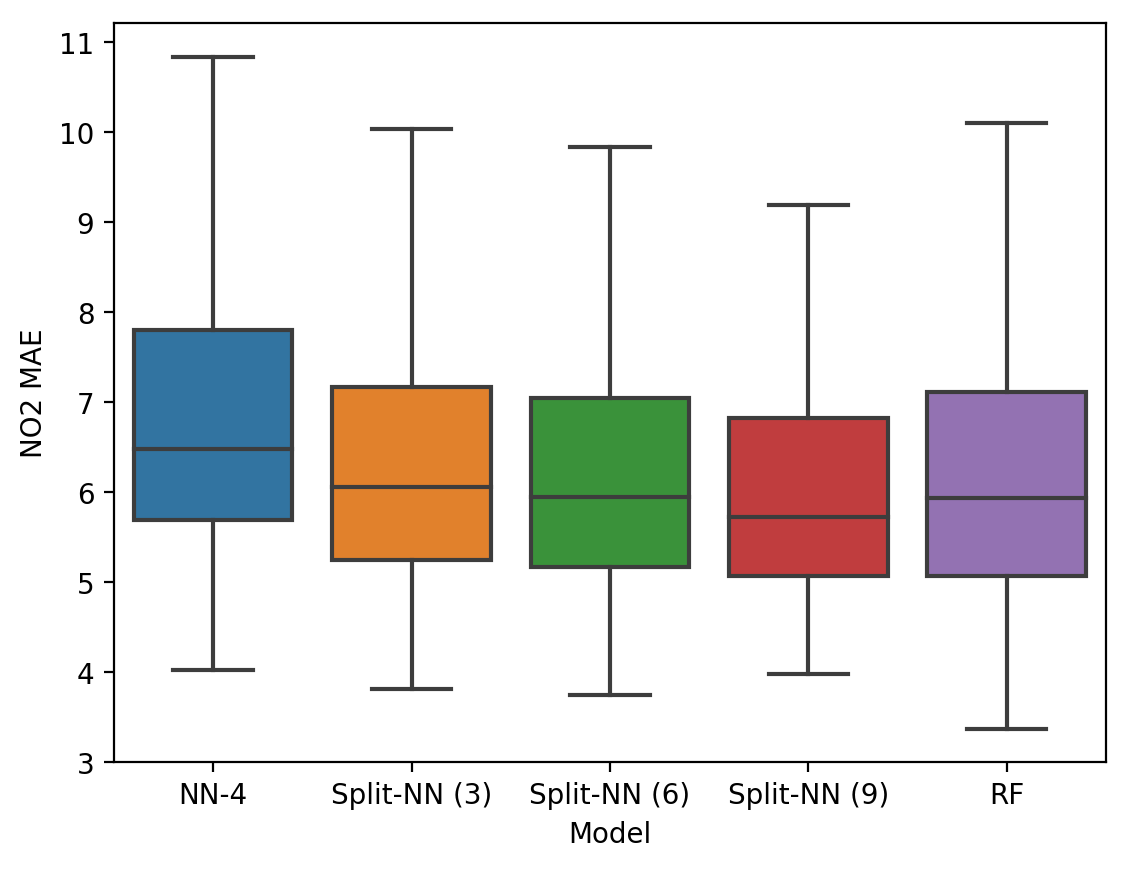 11
10
9
8
7
6
5
4
3
NO2 MAE
NN-4
Split-NN (3)
Split-NN (6)
Split-NN (9)
RF
Model